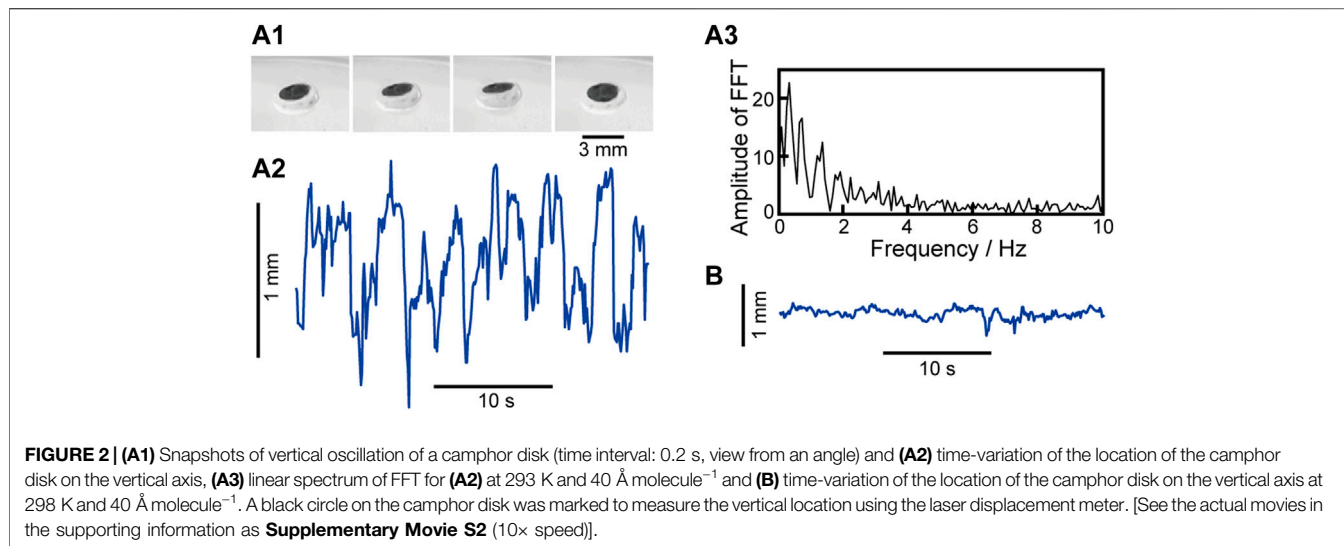 A1
3 mm
A2
1 mm
10 s
A3
Amplitude of FFT
20
10
0
0 2 4 6 8 10
Frequency / Hz
B
1 mm
10 s
FIGURE 2 | (A1) Snapshots of vertical oscillation of a camphor disk (time interval: 0.2 s, view from an angle) and (A2) time-variation of the location of the camphor
disk on the vertical axis, (A3) linear spectrum of FFT for (A2) at 293 K and 40 Å molecule⁻¹ and (B) time-variation of the location of the camphor disk on the vertical axis at
298 K and 40 Å molecule⁻¹. A black circle on the camphor disk was marked to measure the vertical location using the laser displacement meter. [See the actual movies in
the supporting information as Supplementary Movie S2 (10× speed)].